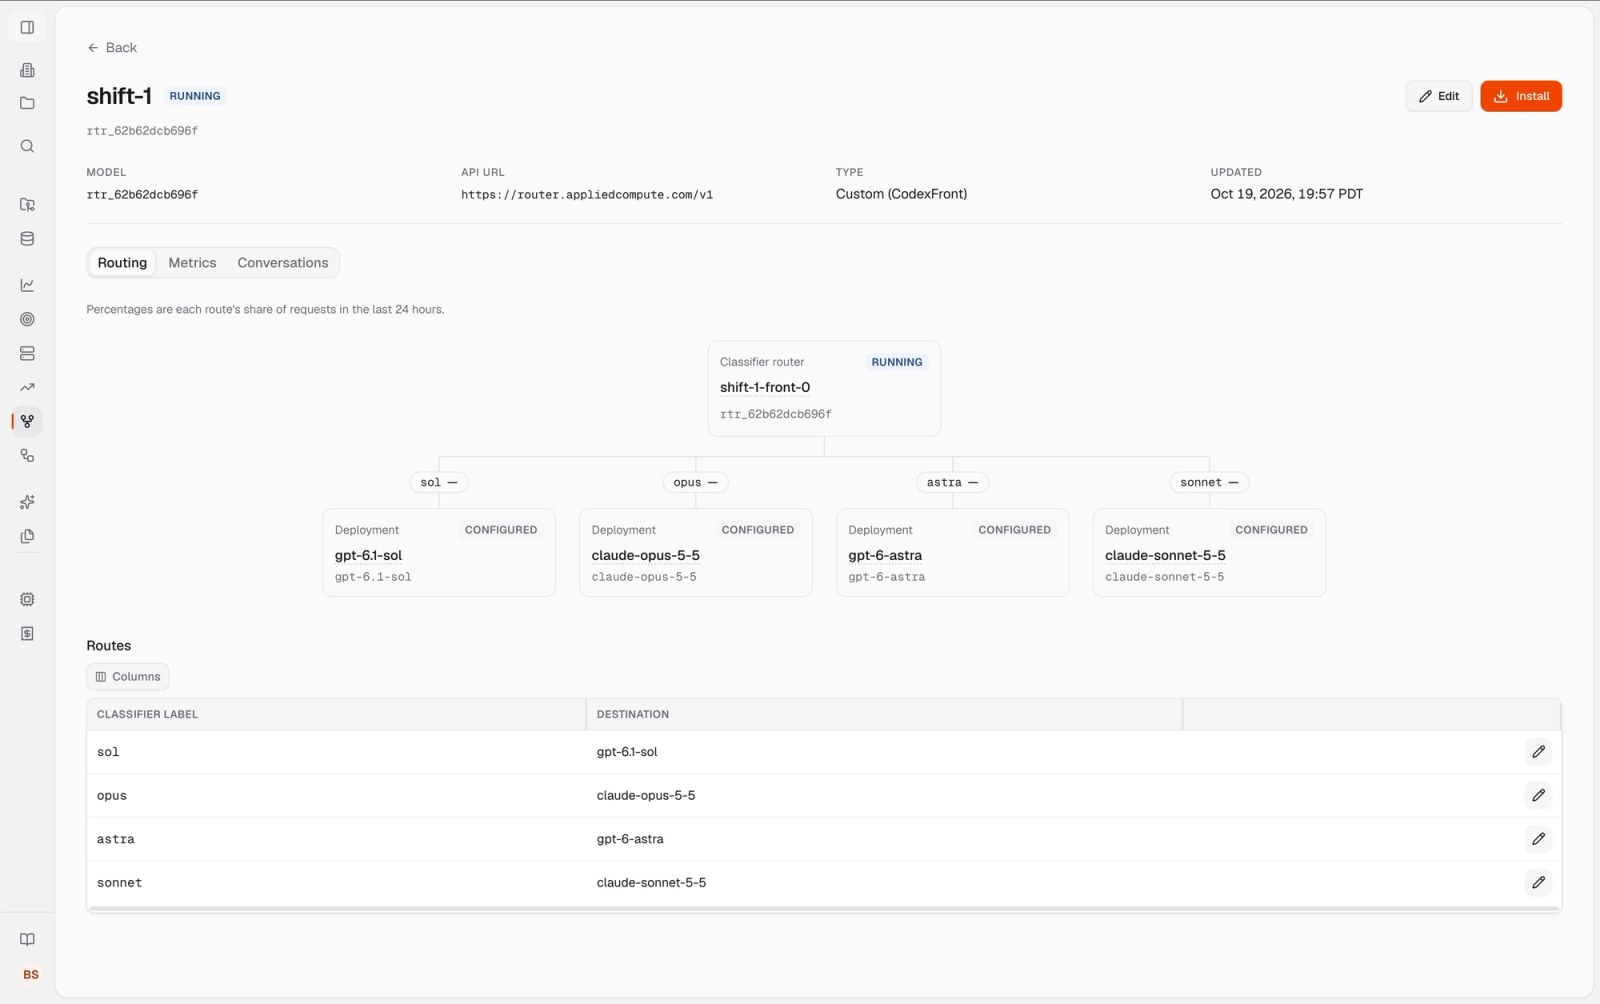 Back
shift-1 RUNNING
Edit Install
rtr_62b62dcb696f
MODEL API URL TYPE UPDATED
rtr_62b62dcb696f https://router.appliedcompute.com/v1 Custom (CodexFront) Oct 19, 2026, 19:57 PDT
Routing Metrics Conversations
Percentages are each route's share of requests in the last 24 hours.
Classifier router RUNNING
shift-1-front-0
rtr_62b62dcb696f
sol — opus — astra — sonnet —
Deployment CONFIGURED Deployment CONFIGURED Deployment CONFIGURED Deployment CONFIGURED
gpt-6.1-sol claude-opus-5-5 gpt-6-astra claude-sonnet-5-5
gpt-6.1-sol claude-opus-5-5 gpt-6-astra claude-sonnet-5-5
Routes
Columns
CLASSIFIER LABEL DESTINATION
sol gpt-6.1-sol
opus claude-opus-5-5
astra gpt-6-astra
sonnet claude-sonnet-5-5
BS